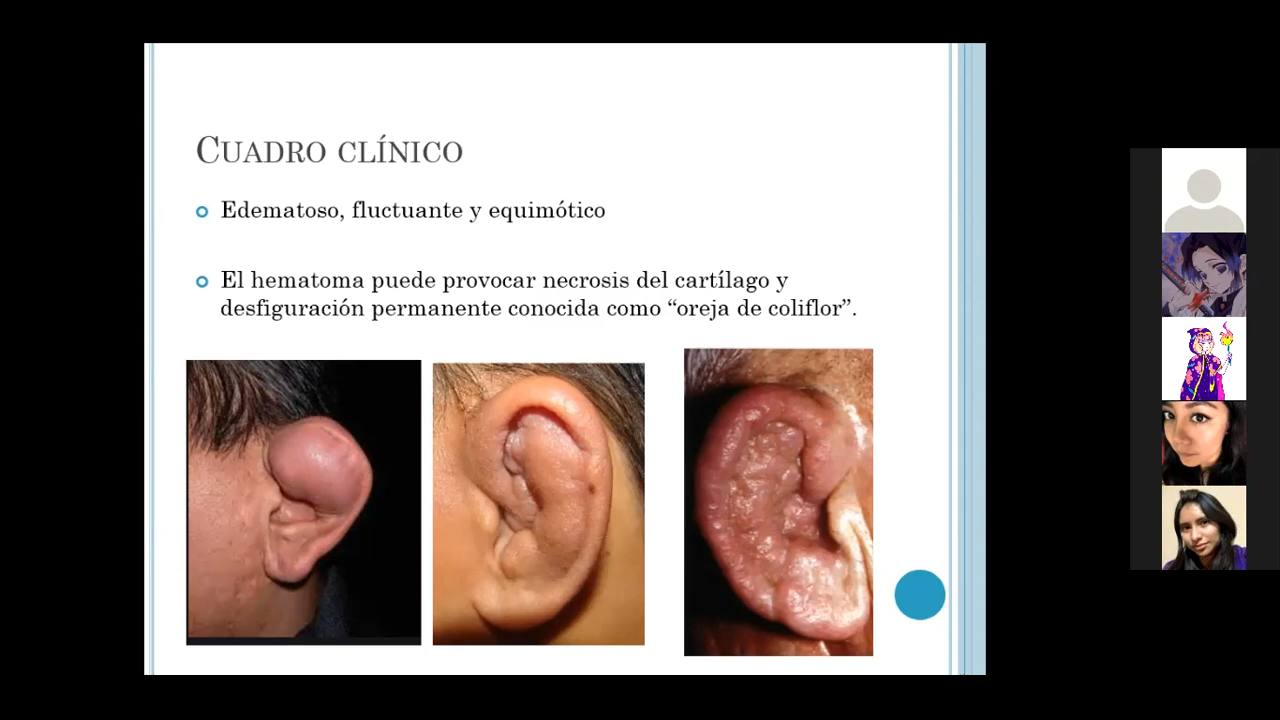 CUADRO CLÍNICO
Edematoso, fluctuante y equimótico
El hematoma puede provocar necrosis del cartílago y
desfiguración permanente conocida como “oreja de coliflor”.